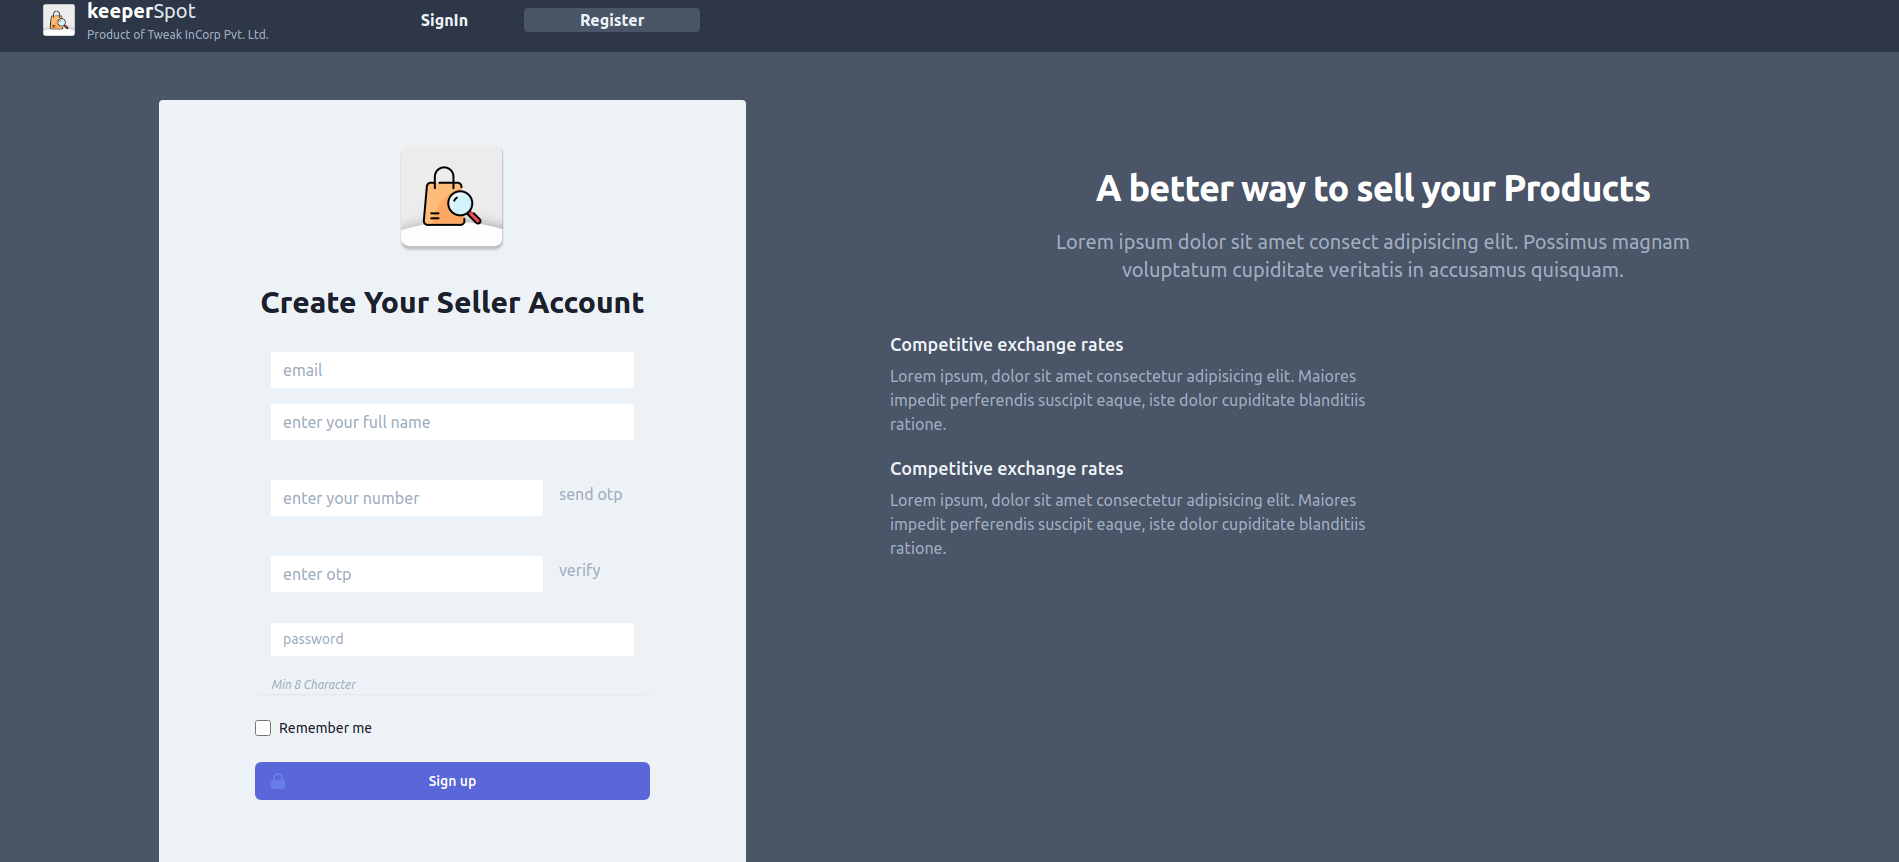 keeperSpot
Product of Tweak InCorp Pvt. Ltd.
SignIn
Register
Create Your Seller Account
email
enter your full name
enter your number
send otp
enter otp
verify
password
Min 8 Character
Remember me
Sign up
A better way to sell your Products
Lorem ipsum dolor sit amet consect adipisicing elit. Possimus magnam
voluptatum cupiditate veritatis in accusamus quisquam.
Competitive exchange rates
Lorem ipsum, dolor sit amet consectetur adipisicing elit. Maiores
impedit perferendis suscipit eaque, iste dolor cupiditate blanditiis
ratione.
Competitive exchange rates
Lorem ipsum, dolor sit amet consectetur adipisicing elit. Maiores
impedit perferendis suscipit eaque, iste dolor cupiditate blanditiis
ratione.